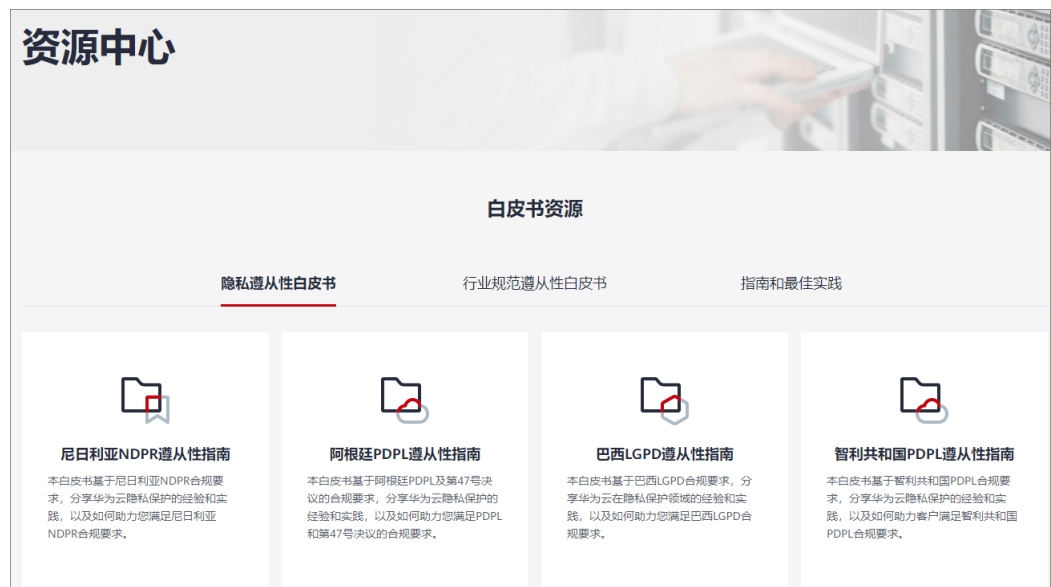 资源中心
白皮书资源
隐私遵从性白皮书
行业规范遵从性白皮书
指南和最佳实践
尼日利亚NDPR遵从性指南
本白皮书基于尼日利亚NDPR合规要
求，分享华为云隐私保护的经验和实
践，以及如何助力您满足尼日利亚
NDPR合规要求。
阿根廷PDPL遵从性指南
本白皮书基于阿根廷PDPL及第47号决
议的合规要求，分享华为云隐私保护的
经验和实践，以及如何助力您满足PDPL
和第47号决议的合规要求。
巴西LGPD遵从性指南
本白皮书基于巴西LGPD合规要求，分
享华为云在隐私保护领域的经验和实
践，以及如何助力您满足巴西LGPD合
规要求。
智利共和国PDPL遵从性指南
本白皮书基于智利共和国PDPL合规要
求，分享华为云隐私保护的经验和实
践，以及如何助力客户满足智利共和国
PDPL合规要求。